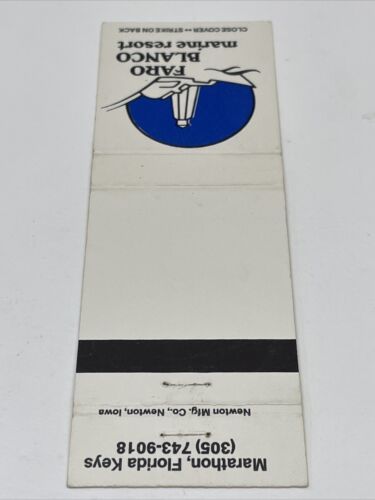 CLOSE COVER •• STRIKE ON BACK
FARO
BLANCO
marine resort
Newton Mfg. Co., Newton, Iowa
Marathon, Florida Keys
(305) 743-9018